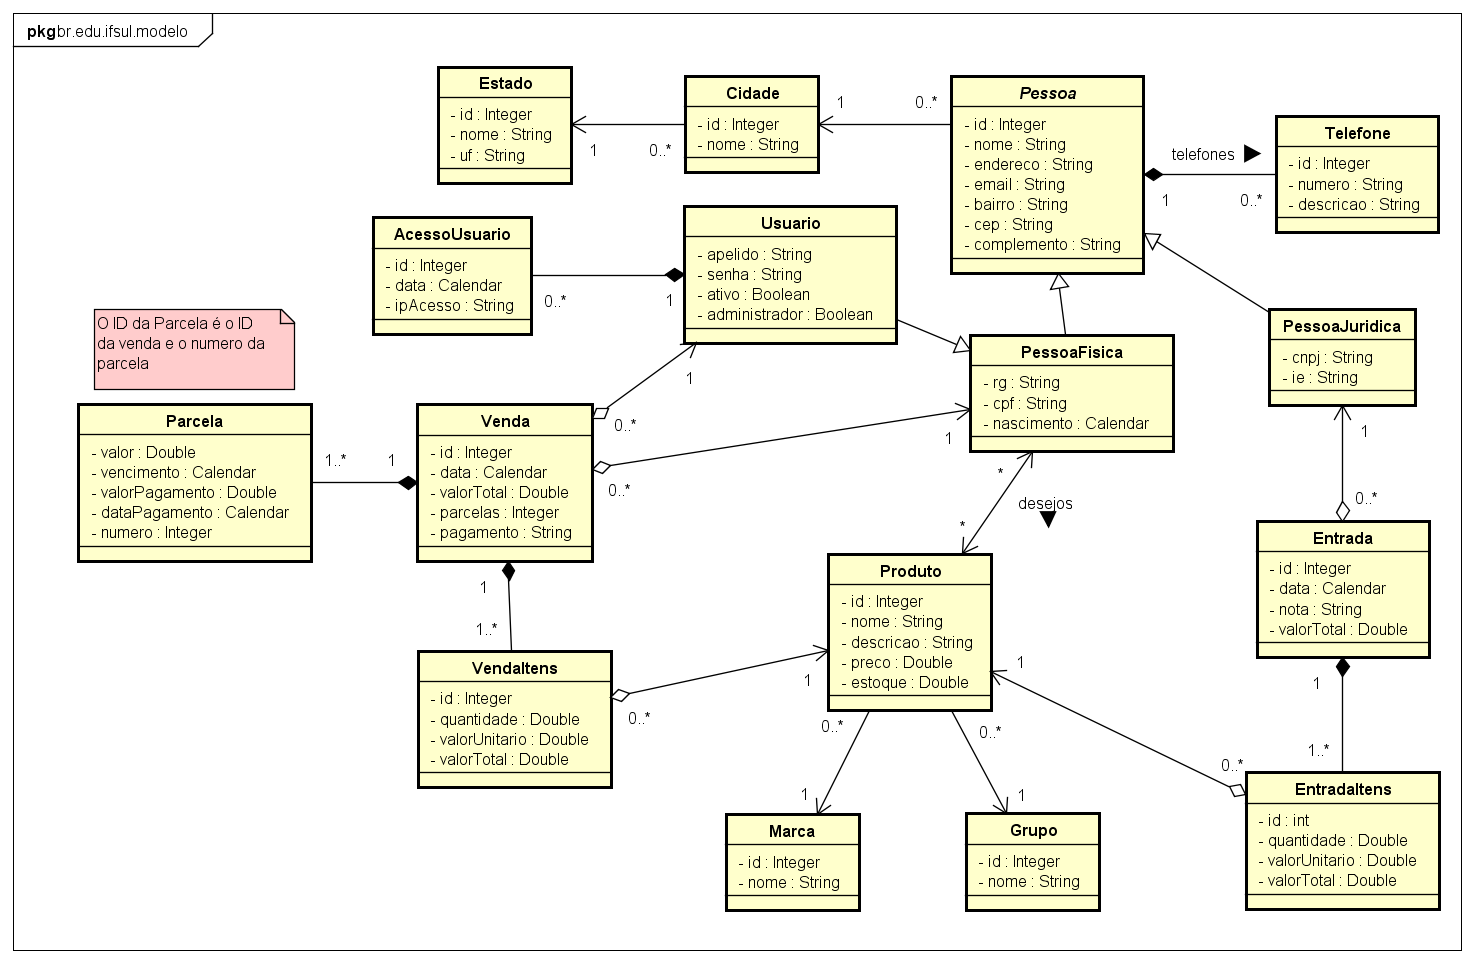 pkg br.edu.ifsul.modelo
Estado
- id : Integer
- nome : String
- uf : String
1
0..*
Cidade
- id : Integer
- nome : String
1
0..*
Pessoa
- id : Integer
- nome : String
- endereco : String
- email : String
- bairro : String
- cep : String
- complemento : String
telefones
1
0..*
Telefone
- id : Integer
- numero : String
- descricao : String
AcessoUsuario
- id : Integer
- data : Calendar
- ipAcesso : String
0..*
1
Usuario
- apelido : String
- senha : String
- ativo : Boolean
- administrador : Boolean
PessoaFisica
- rg : String
- cpf : String
- nascimento : Calendar
PessoaJuridica
- cnpj : String
- ie : String
O ID da Parcela é o ID
da venda e o numero da
parcela
Parcela
- valor : Double
- vencimento : Calendar
- valorPagamento : Double
- dataPagamento : Calendar
- numero : Integer
1..*
1
Venda
- id : Integer
- data : Calendar
- valorTotal : Double
- parcelas : Integer
- pagamento : String
1
0..*
1
0..*
*
desejos
*
1
0..*
Produto
- id : Integer
- nome : String
- descricao : String
- preco : Double
- estoque : Double
Entrada
- id : Integer
- data : Calendar
- nota : String
- valorTotal : Double
1
1..*
VendaItens
- id : Integer
- quantidade : Double
- valorUnitario : Double
- valorTotal : Double
1
0..*
1
0..*
1
1..*
0..*
1
0..*
1
Marca
- id : Integer
- nome : String
Grupo
- id : Integer
- nome : String
EntradaItens
- id : int
- quantidade : Double
- valorUnitario : Double
- valorTotal : Double